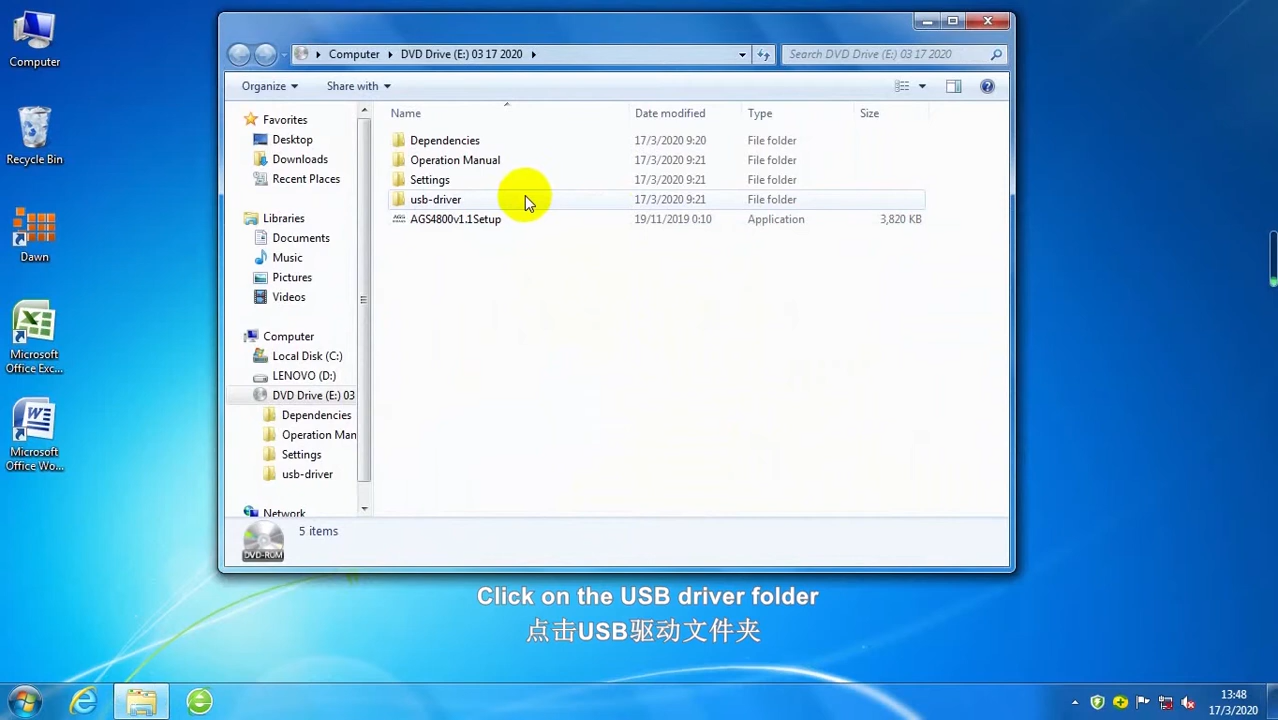 Computer
Recycle Bin
Dawn
Microsoft
Office Exc...
Microsoft
Office Wo...
Computer
DVD Drive (E:) 03 17 2020
Search DVD Drive (E:) 03 17 2020
Organize
Share with
Favorites
Desktop
Downloads
Recent Places
Libraries
Documents
Music
Pictures
Videos
Computer
Local Disk (C:)
LENOVO (D:)
DVD Drive (E:) 03
Dependencies
Operation Man
Settings
usb-driver
Network
Name Date modified Type Size
Dependencies 17/3/2020 9:20 File folder
Operation Manual 17/3/2020 9:21 File folder
Settings 17/3/2020 9:21 File folder
usb-driver 17/3/2020 9:21 File folder
AGS4800v1.1Setup 19/11/2019 0:10 Application 3,820 KB
DVD-ROM
5 items
Click on the USB driver folder
点击USB驱动文件夹
13:48
17/3/2020